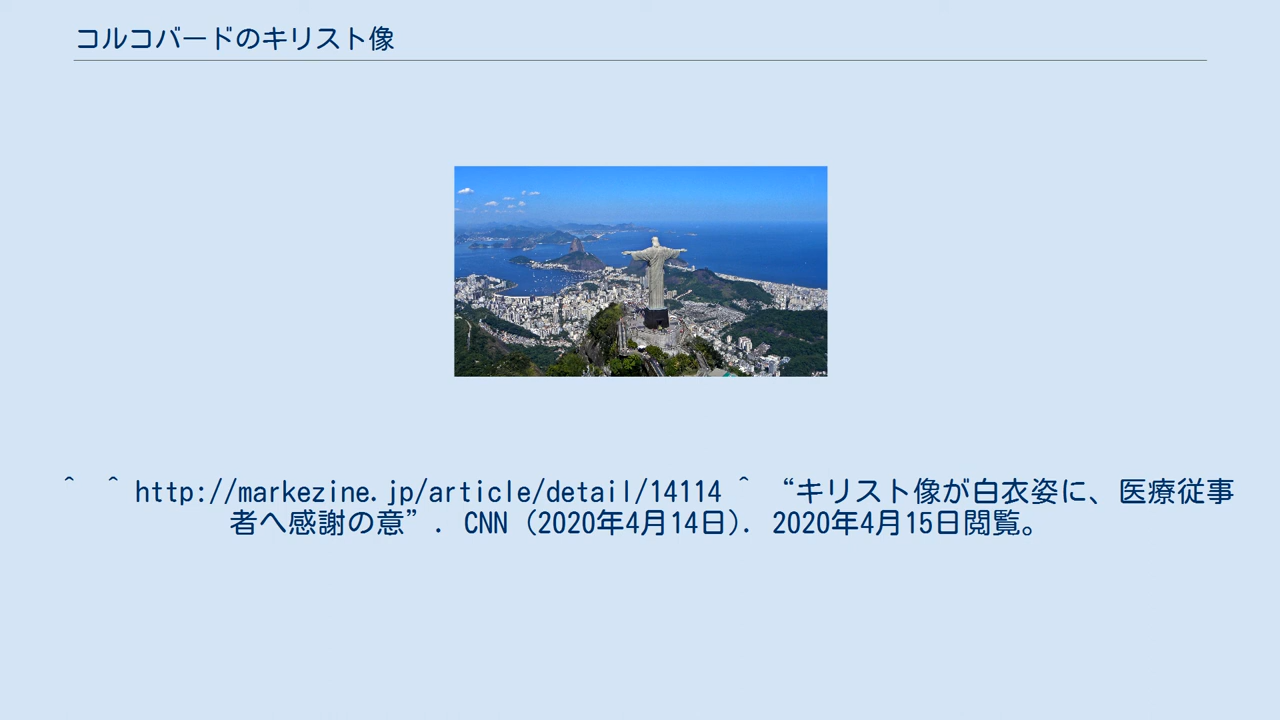 コルコバードのキリスト像
^ ^ http://markezine.jp/article/detail/14114 ^ “キリスト像が白衣姿に、医療従事
者へ感謝の意”. CNN (2020年4月14日). 2020年4月15日閲覧。